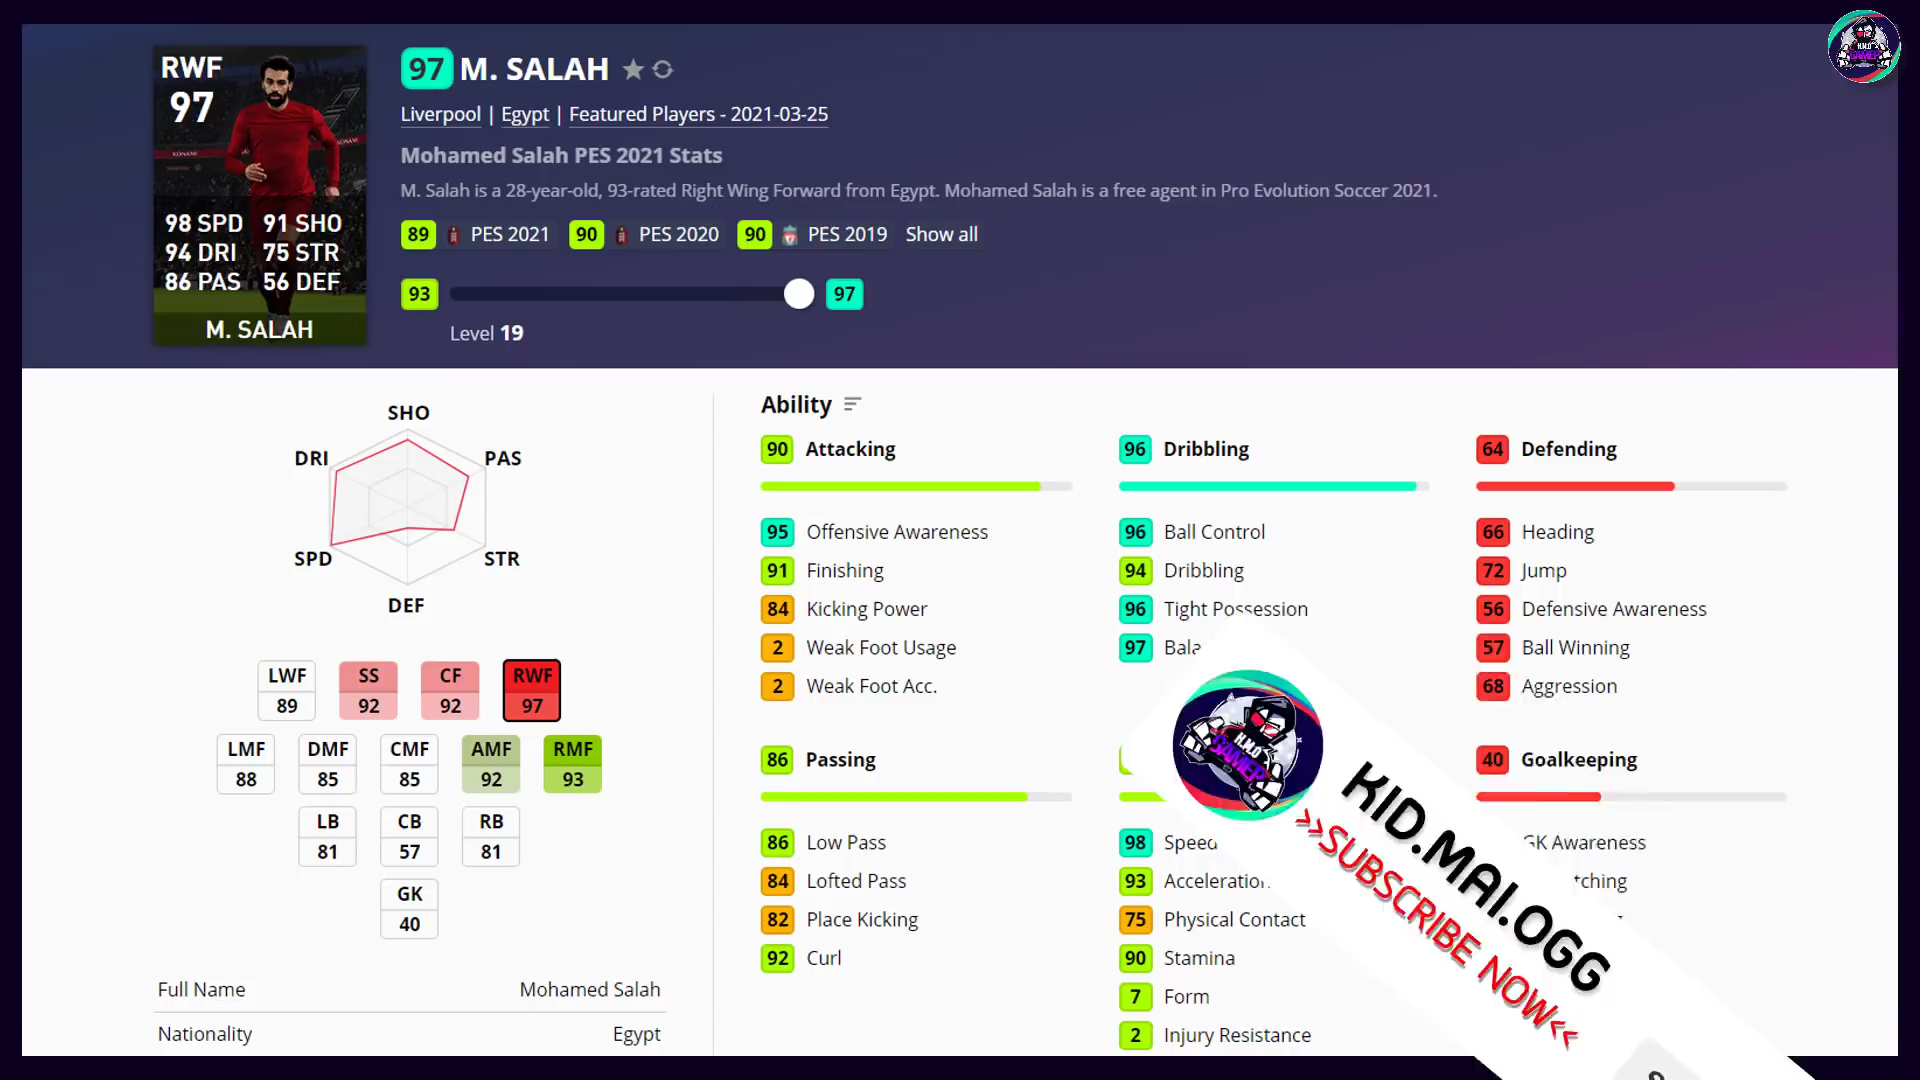 RWF
97
98 SPD 91 SHO
94 DRI 75 STR
86 PAS 56 DEF
M. SALAH
97 M. SALAH
Liverpool | Egypt | Featured Players - 2021-03-25
Mohamed Salah PES 2021 Stats
M. Salah is a 28-year-old, 93-rated Right Wing Forward from Egypt. Mohamed Salah is a free agent in Pro Evolution Soccer 2021.
89 PES 2021 90 PES 2020 90 PES 2019 Show all
93 97
Level 19
SHO
DRI PAS
SPD STR
DEF
LWF SS CF RWF
89 92 92 97
LMF DMF CMF AMF RMF
88 85 85 92 93
LB CB RB
81 57 81
GK
40
Full Name Mohamed Salah
Nationality Egypt
Ability
90 Attacking
95 Offensive Awareness
91 Finishing
84 Kicking Power
2 Weak Foot Usage
2 Weak Foot Acc.
86 Passing
86 Low Pass
84 Lofted Pass
82 Place Kicking
92 Curl
96 Dribbling
96 Ball Control
94 Dribbling
96 Tight Possession
97
98 Speed
93 Acceleration
75 Physical Contact
90 Stamina
7 Form
2 Injury Resistance
64 Defending
66 Heading
72 Jump
56 Defensive Awareness
57 Ball Winning
68 Aggression
40 Goalkeeping
GK Awareness
H.M.D
GAMER
KID.MAI.OGG
>>SUBSCRIBE NOW<<